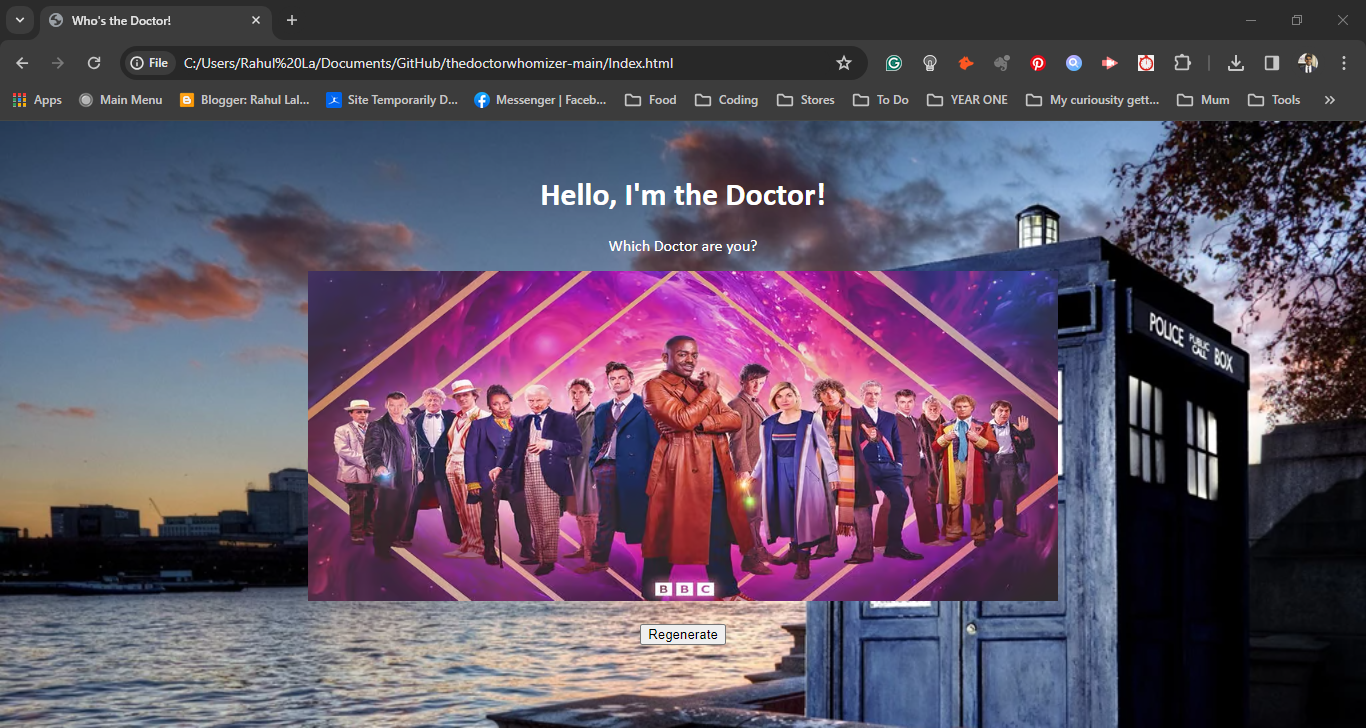 Who's the Doctor!
File C:/Users/Rahul%20La/Documents/GitHub/thedoctorwhomizer-main/Index.html
Apps Main Menu Blogger: Rahul Lal... Site Temporarily D... Messenger | Faceb... Food Coding Stores To Do YEAR ONE My curiousity gett... Mum Tools
Hello, I'm the Doctor!
Which Doctor are you?
POLICE PUBLIC CALL BOX
BBC
Regenerate